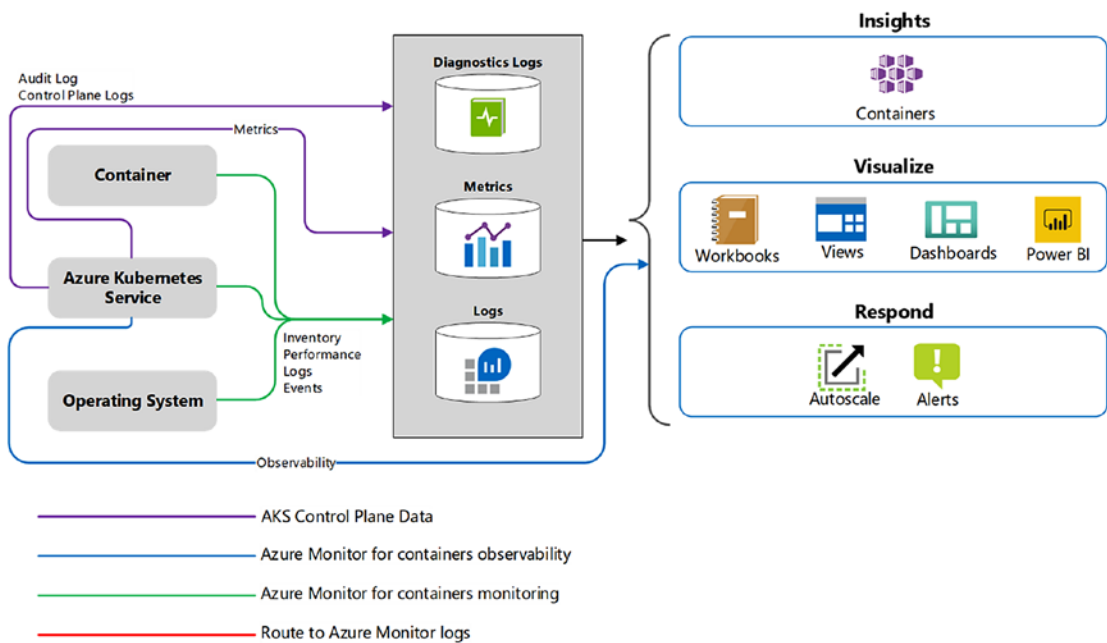 Insights
Containers
Audit Log
Control Plane Logs
Metrics
Container
Azure Kubernetes
Service
Operating System
Inventory
Performance
Logs
Events
Observability
Diagnostics Logs
Metrics
Logs
Visualize
Workbooks
Views
Dashboards
Power BI
Respond
Autoscale
Alerts
AKS Control Plane Data
Azure Monitor for containers observability
Azure Monitor for containers monitoring
Route to Azure Monitor logs